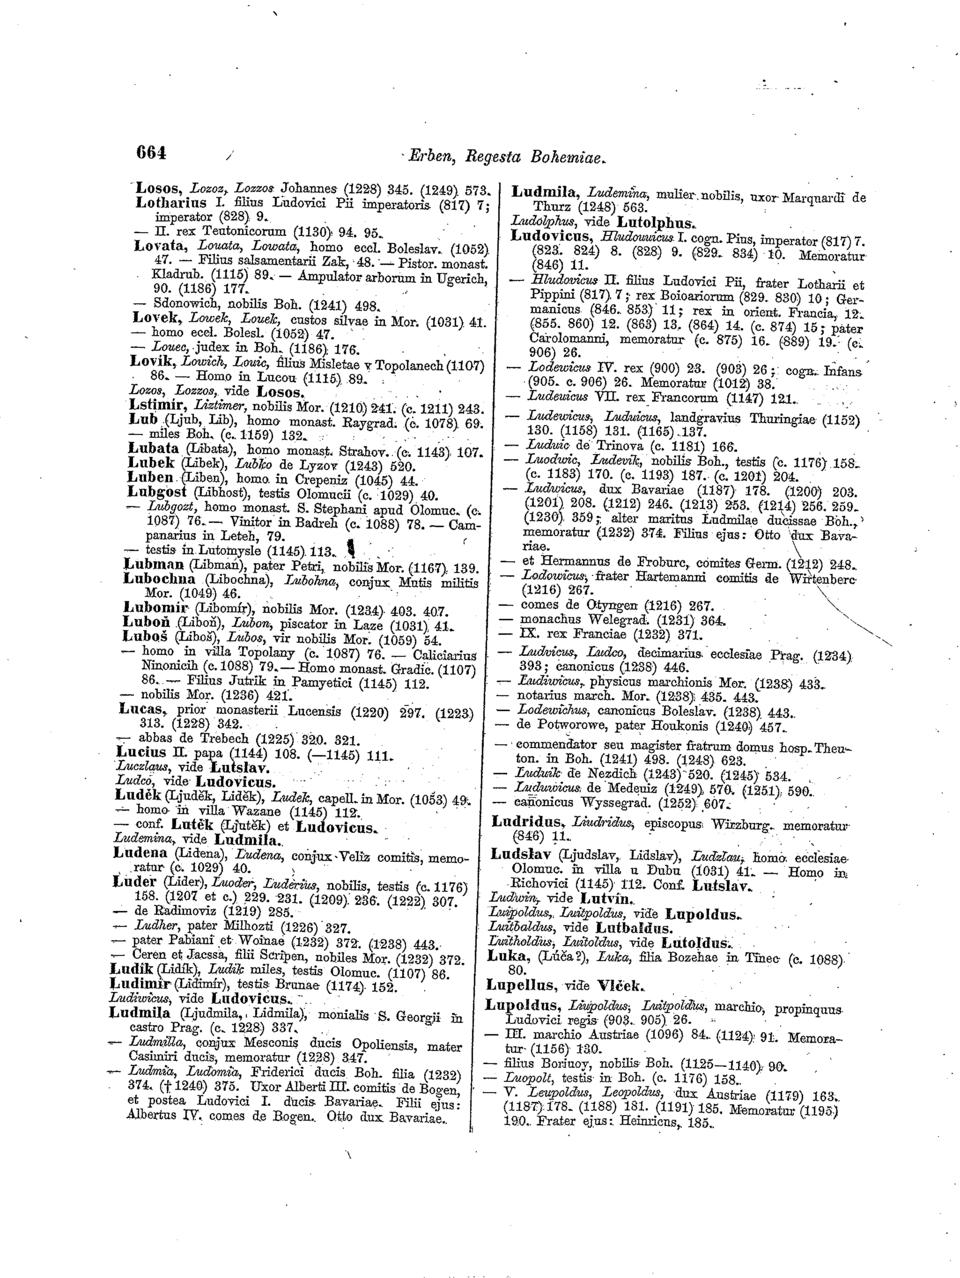 664
Erben, Regesta Bohemiae.
Losos, Lozoz, Lozzos Johannes (1228) 345. (1249) 573.
Lotharius I. filius Ludovici Pii imperatoris (817) 7;
imperator (828) 9.
— II. rex Teutonicorum (1130) 94. 95.
Lovata, Louata, Lowata, homo eccl. Boleslav. (1052)
47. — Filius salsamentarii Zak, 48. — Pistor. monast.
Kladrub. (1115) 89. — Ampulator arborum in Ugerich,
90. (1186) 177.
— Sdonowich, nobilis Boh. (1241) 498.
Lovek, Lowek, Louek, custos silvae in Mor. (1031) 41.
— homo eccl. Bolesl. (1052) 47.
— Louec, judex in Boh. (1186) 176.
Lovik, Lowich, Louic, filius Misletae v Topolanech (1107)
86. — Homo in Lucou (1115) 89.
Lozos, Lozzos, vide Losos.
Lstimir, Liztimer, nobilis Mor. (1210) 241. (c. 1211) 243.
Lub (Ljub, Lib), homo monast. Raygrad. (c. 1078) 69.
— miles Boh. (c. 1159) 132.
Lubata (Libata), homo monast. Strahov. (c. 1143) 107.
Lubek (Libek), Lubko de Lyzov (1243) 520.
Luben (Liben), homo in Crepeniz (1045) 44.
Lubgost (Libhost), testis Olomucii (c. 1029) 40.
— Lubgozt, homo monast. S. Stephani apud Olomuc. (c.
1087) 76. — Vinitor in Badreh (c. 1088) 78. — Cam-
panarius in Leteh, 79.
— testis in Lutomysle (1145) 113.
Lubman (Libmań), pater Petri, nobilis Mor. (1167) 139.
Lubochna (Libochna), Lubohna, conjux Mutis militis
Mor. (1049) 46.
Lubomír (Libomír), nobilis Mor. (1234) 403. 407.
Luboň (Liboň), Lubon, piscator in Laze (1031) 41.
Luboš (Liboš), Lubos, vir nobilis Mor. (1059) 54.
— homo in villa Topolany (c. 1087) 76. — Caliciarius
Ninonicih (c. 1088) 79. — Homo monast. Gradic. (1107)
86. — Filius Jutrik in Pamyetici (1145) 112.
— nobilis Mor. (1236) 421.
Lucas, prior monasterii Lucensis (1220) 297. (1223)
313. (1228) 342.
— abbas de Trebech (1225) 320. 321.
Lucius II. papa (1144) 108. (—1145) 111.
Luczlaus, vide Lutslav.
Ludco, vide Ludovicus.
Luděk (Ljuděk, Liděk), Ludek, capell. in Mor. (1053) 49.
— homo in villa Wazane (1145) 112.
— conf. Lutěk (Ljutěk) et Ludovicus.
Ludemina, vide Ludmila.
Ludena (Lidena), Ludena, conjux Veliz comitis, memo-
ratur (c. 1029) 40.
Luder (Lider), Luoder, Luderius, nobilis, testis (c. 1176)
158. (1207 et c.) 229. 231. (1209) 236. (1222) 307.
— de Radimoviz (1219) 285.
— Ludher, pater Milhozti (1226) 327.
— pater Pabiani et Woinae (1232) 372. (1238) 443.
— Ceren et Jacssa, filii Scripen, nobiles Mor. (1232) 372.
Ludik (Lidík), Ludik miles, testis Olomuc. (1107) 86.
Ludimir (Lidimír), testis Brunae (1174) 152.
Ludiwicus, vide Ludovicus.
Ludmila (Ljudmila, Lidmila), monialis S. Georgii in
castro Prag. (c. 1228) 337.
— Ludmilla, conjux Mesconis ducis Opoliensis, mater
Casimiri ducis, memoratur (1228) 347.
— Ludmia, Ludomia, Friderici ducis Boh. filia (1232)
374. († 1240) 375. Uxor Alberti III. comitis de Bogen,
et postea Ludovici I. ducis Bavariae. Filii ejus:
Albertus IV. comes de Bogen. Otto dux Bavariae.
Ludmila, Ludemina, mulier nobilis, uxor Marquardi de
Thurz (1248) 563.
Ludolphus, vide Lutolphus.
Ludovicus, Hludouuicus I. cogn. Pius, imperator (817) 7.
(823. 824) 8. (828) 9. (829. 834) 10. Memoratur
(846) 11.
— Hludovicus II. filius Ludovici Pii, frater Lotharii et
Pippini (817) 7; rex Boioariorum (829. 830) 10; Ger-
manicus (846. 853) 11; rex in orient. Francia, 12.
(855. 860) 12. (863) 13. (864) 14. (c. 874) 15; pater
Carolomanni, memoratur (c. 875) 16. (889) 19. (c.
906) 26.
— Lodewicus IV. rex (900) 23. (903) 26; cogn. Infans
(905. c. 906) 26. Memoratur (1012) 38.
— Ludeuicus VII. rex Francorum (1147) 121.
— Ludewicus, Luduicus, landgravius Thuringiae (1152)
130. (1158) 131. (1165) 137.
— Luduic de Trinova (c. 1181) 166.
— Luodwic, Ludevik, nobilis Boh., testis (c. 1176) 158.
(c. 1183) 170. (c. 1193) 187. (c. 1201) 204.
— Ludwicus, dux Bavariae (1187) 178. (1200) 203.
(1201) 208. (1212) 246. (1213) 253. (1214) 256. 259.
(1230) 359; alter maritus Ludmilae ducissae Boh.,
memoratur (1232) 374. Filius ejus: Otto dux Bava-
riae.
— et Hermannus de Froburc, comites Germ. (1212) 248.
— Lodowicus, frater Hartemanni comitis de Wirtenberc
(1216) 267.
— comes de Otyngen (1216) 267.
— monachus Welegrad. (1231) 364.
— IX. rex Franciae (1232) 371.
— Ludvicus, Ludco, decimarius ecclesiae Prag. (1234)
393; canonicus (1238) 446.
— Ludiwicus, physicus marchionis Mor. (1238) 433.
— notarius march. Mor. (1238) 435. 443.
— Lodewichus, canonicus Boleslav. (1238) 443.
— de Potworowe, pater Houkonis (1240) 457.
— commendator seu magister fratrum domus hosp. Theu-
ton. in Boh. (1241) 498. (1248) 623.
— Luduik de Nezdich (1243) 520. (1245) 534.
— Luduwicus de Medeuiz (1249) 570. (1251) 590.
— canonicus Wyssegrad. (1252) 607.
Ludridus, Liudridus, episcopus Wirzburg. memoratur
(846) 11.
Ludslav (Ljudslav, Lidslav), Ludzlau, homo ecclesiae
Olomuc. in villa u Dubu (1031) 41. — Homo in
Richovici (1145) 112. Conf. Lutslav.
Ludwin, vide Lutvin.
Luipoldus, Luitpoldus, vide Lupoldus.
Luitbaldus, vide Lutbaldus.
Luitholdus, Luitoldus, vide Lutoldus.
Luka, (Lúča?), Luka, filia Bozehae in Tinec (c. 1088)
80.
Lupellus, vide Vlček.
Lupoldus, Liupoldus, Luitpoldus, marchio, propinquus
Ludovici regis (903. 905) 26.
— III. marchio Austriae (1096) 84. (1124) 91. Memora-
tur (1156) 130.
— filius Boriuoy, nobilis Boh. (1125—1140) 90.
— Luopolt, testis in Boh. (c. 1176) 158.
— V. Leupoldus, Leopoldus, dux Austriae (1179) 163.
(1187) 178. (1188) 181. (1191) 185. Memoratur (1195)
190. Frater ejus: Heinricus, 185.